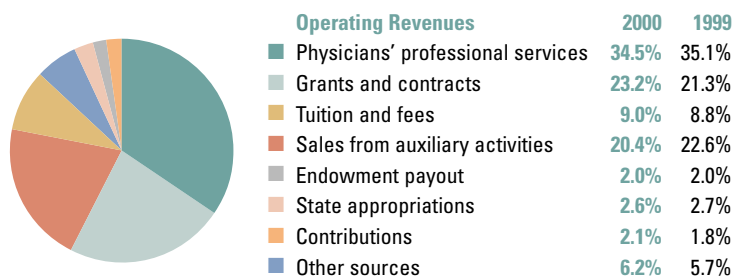 Operating Revenues 2000 1999
Physicians’ professional services 34.5% 35.1%
Grants and contracts 23.2% 21.3%
Tuition and fees 9.0% 8.8%
Sales from auxiliary activities 20.4% 22.6%
Endowment payout 2.0% 2.0%
State appropriations 2.6% 2.7%
Contributions 2.1% 1.8%
Other sources 6.2% 5.7%